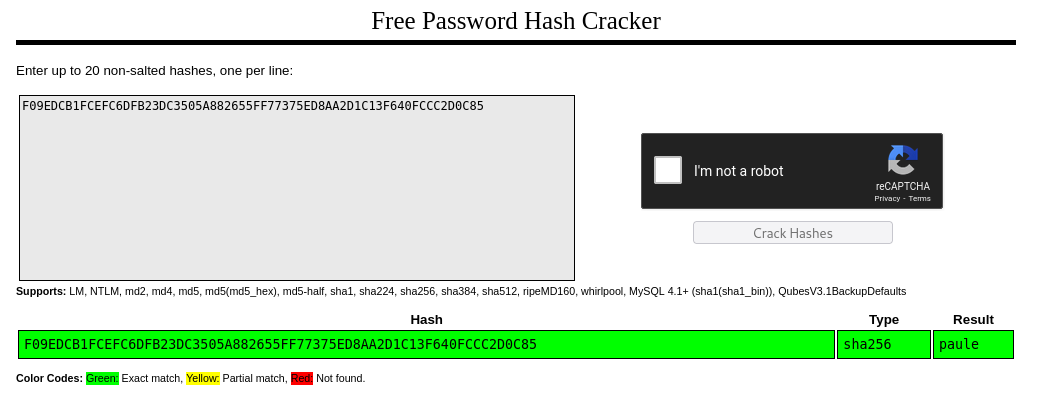 Free Password Hash Cracker
Enter up to 20 non-salted hashes, one per line:
F09EDCB1FCEFC6DFB23DC3505A882655FF77375ED8AA2D1C13F640FCCC2D0C85
I'm not a robot
reCAPTCHA
Privacy - Terms
Crack Hashes
Supports: LM, NTLM, md2, md4, md5, md5(md5_hex), md5-half, sha1, sha224, sha256, sha384, sha512, ripeMD160, whirlpool, MySQL 4.1+ (sha1(sha1_bin)), QubesV3.1BackupDefaults
Hash Type Result
F09EDCB1FCEFC6DFB23DC3505A882655FF77375ED8AA2D1C13F640FCCC2D0C85 sha256 paule
Color Codes: Green: Exact match, Yellow: Partial match, Red: Not found.